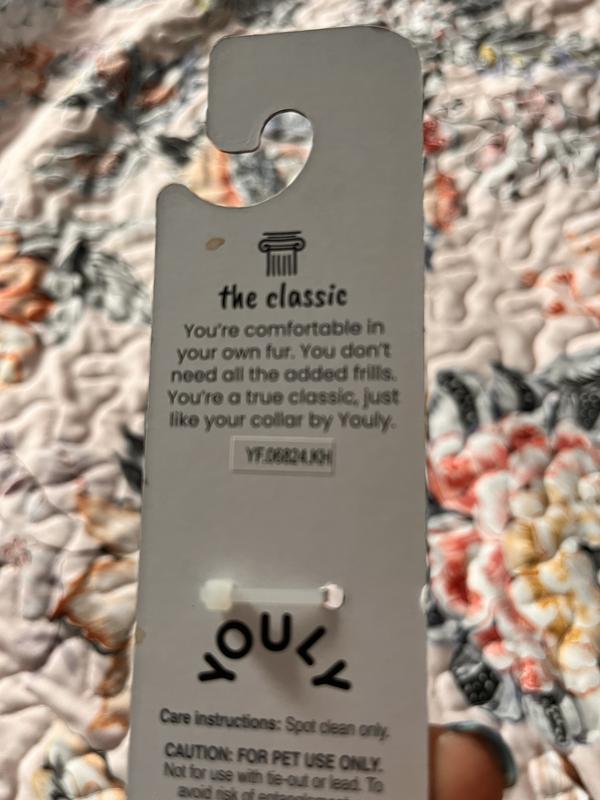 the classic
You're comfortable in
your own fur. You don't
need all the added frills.
You're a true classic, just
like your collar by Youly.
YF.06824.KH
YOULY
Care instructions: Spot clean only.
CAUTION: FOR PET USE ONLY.
Not for use with tie-out or lead. To
avoid risk of